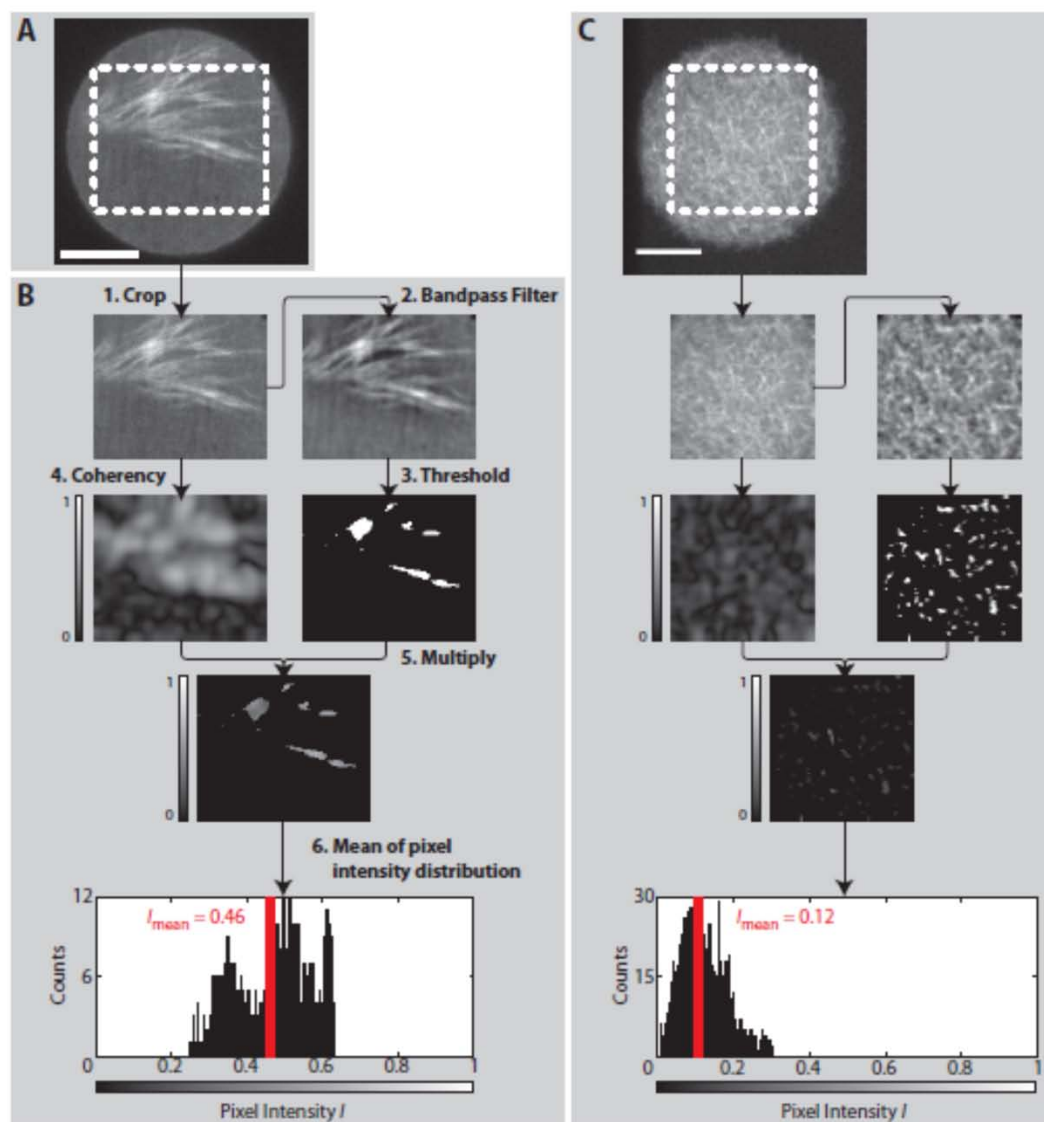 A
B
1. Crop
2. Bandpass Filter
4. Coherency
3. Threshold
1
0
5. Multiply
1
0
6. Mean of pixel
intensity distribution
12
6
0
Counts
Imean = 0.46
0.2
0.4
0.6
0.8
1
Pixel Intensity I
C
1
0
1
0
30
15
0
Counts
Imean = 0.12
0.2
0.4
0.6
0.8
1
Pixel Intensity I